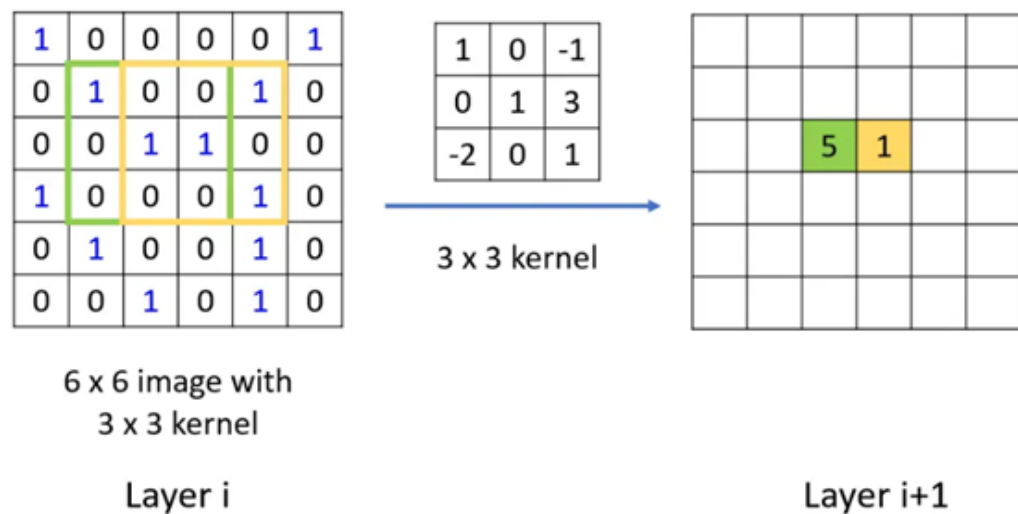 1 0 0 0 0 1
0 1 0 0 1 0
0 0 1 1 0 0
1 0 0 0 1 0
0 1 0 0 1 0
0 0 1 0 1 0
6 x 6 image with
3 x 3 kernel
Layer i
1 0 -1
0 1 3
-2 0 1
3 x 3 kernel
5 1
Layer i+1